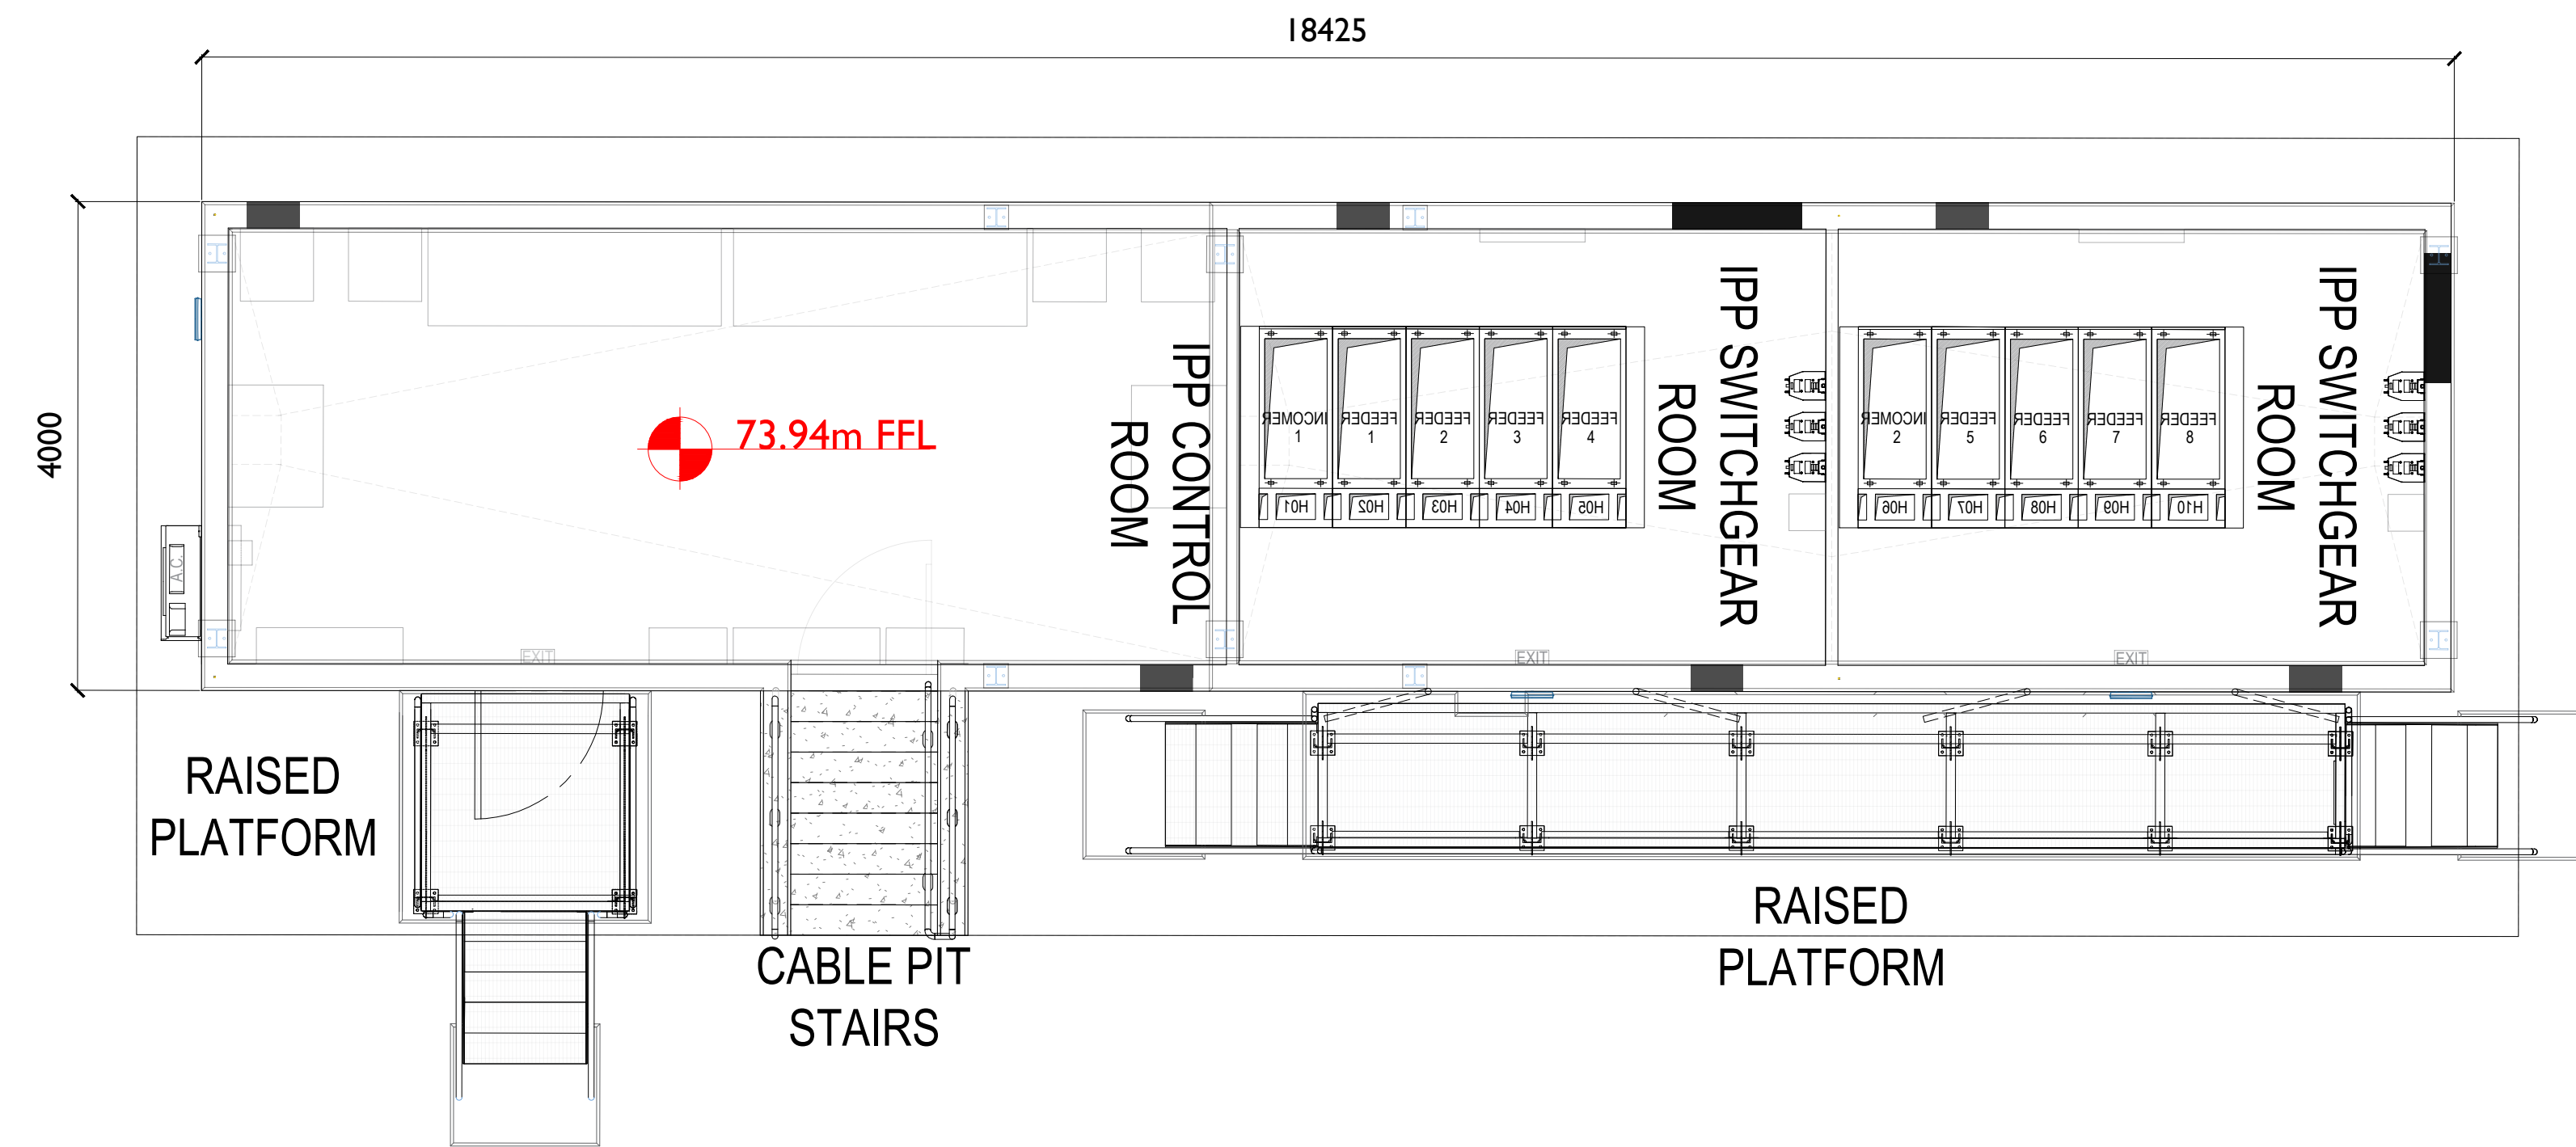 18425
4000
73.94m FFL
IPP CONTROL
ROOM
IPP SWITCHGEAR
ROOM
IPP SWITCHGEAR
ROOM
INCOMER
1
FEEDER
1
FEEDER
2
FEEDER
3
FEEDER
4
INCOMER
2
FEEDER
5
FEEDER
6
FEEDER
7
FEEDER
8
H01
H02
H03
H04
H05
H06
H07
H08
H09
H10
A.C.
EXIT
EXIT
EXIT
RAISED
PLATFORM
CABLE PIT
STAIRS
RAISED
PLATFORM